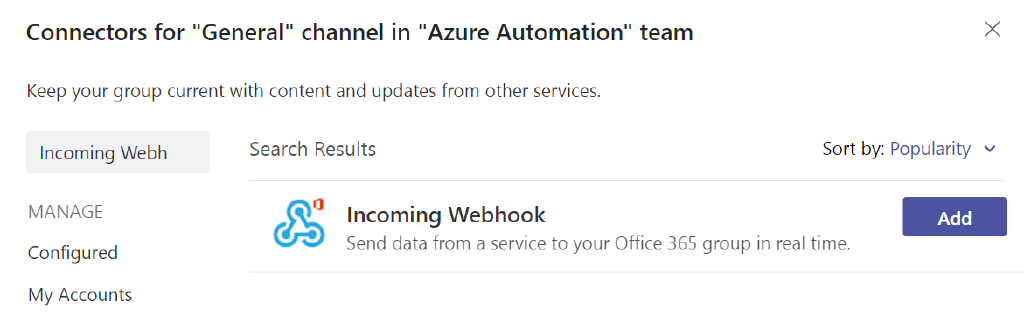 Connectors for "General" channel in "Azure Automation" team
Keep your group current with content and updates from other services.
Incoming Webh
Search Results
Sort by: Popularity
MANAGE
Incoming Webhook
Add
Send data from a service to your Office 365 group in real time.
Configured
My Accounts